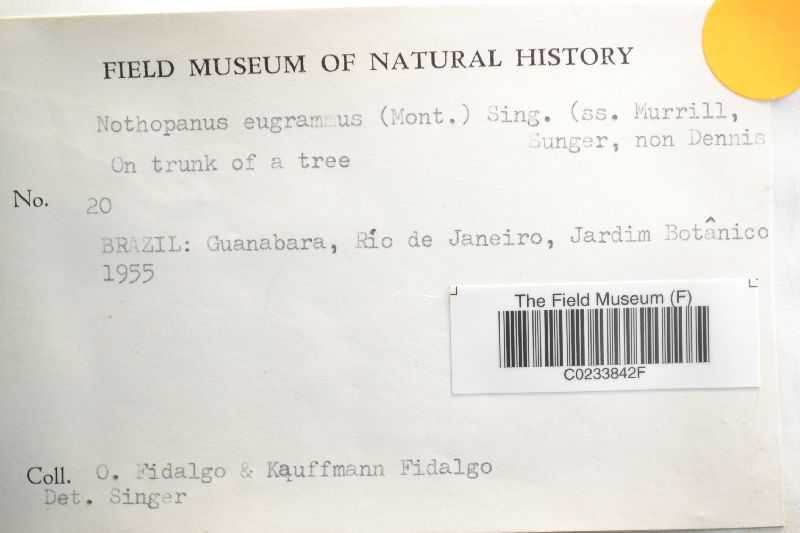 FIELD MUSEUM OF NATURAL HISTORY
Nothopanus eugrammus (Mont.) Sing. (ss. Murrill,
Sunger, non Dennis
On trunk of a tree
No. 20
BRAZIL: Guanabara, Río de Janeiro, Jardim Botânico
1955
The Field Museum (F)
C0233842F
Coll. O. Fidalgo & Kauffmann Fidalgo
Det. Singer